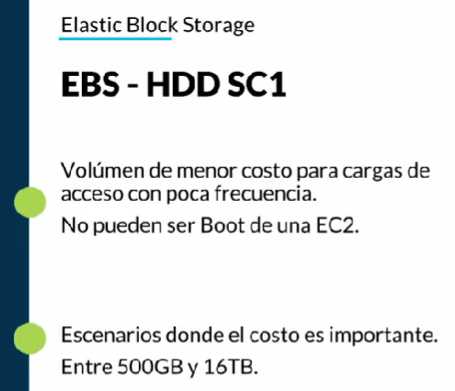 Elastic Block Storage
EBS - HDD SC1
Volúmen de menor costo para cargas de
acceso con poca frecuencia.
No pueden ser Boot de una EC2.
Escenarios donde el costo es importante.
Entre 500GB y 16TB.